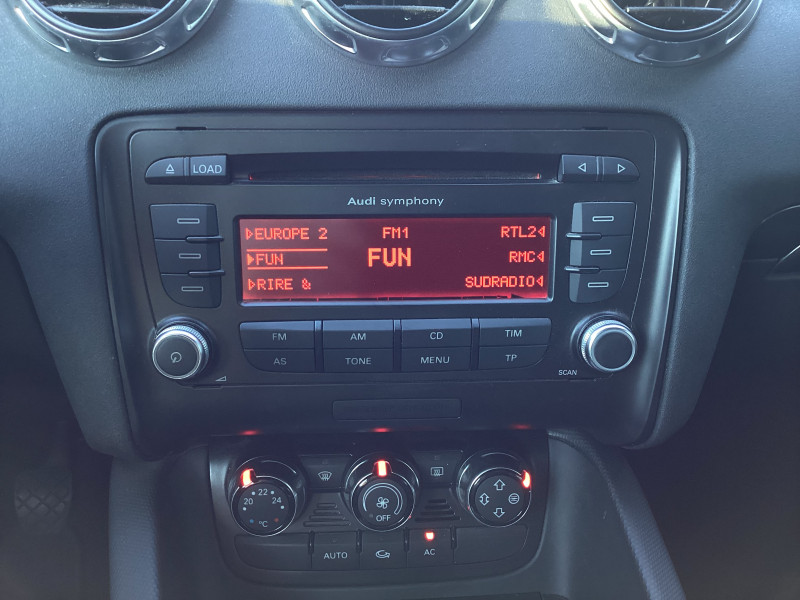 LOAD
Audi symphony
EUROPE 2 FM1 RTL2
FUN FUN RMC
RIRE & SUDRADIO
FM AM CD TIM
AS TONE MENU TP
SCAN
20 22 24
°C
OFF
AUTO AC